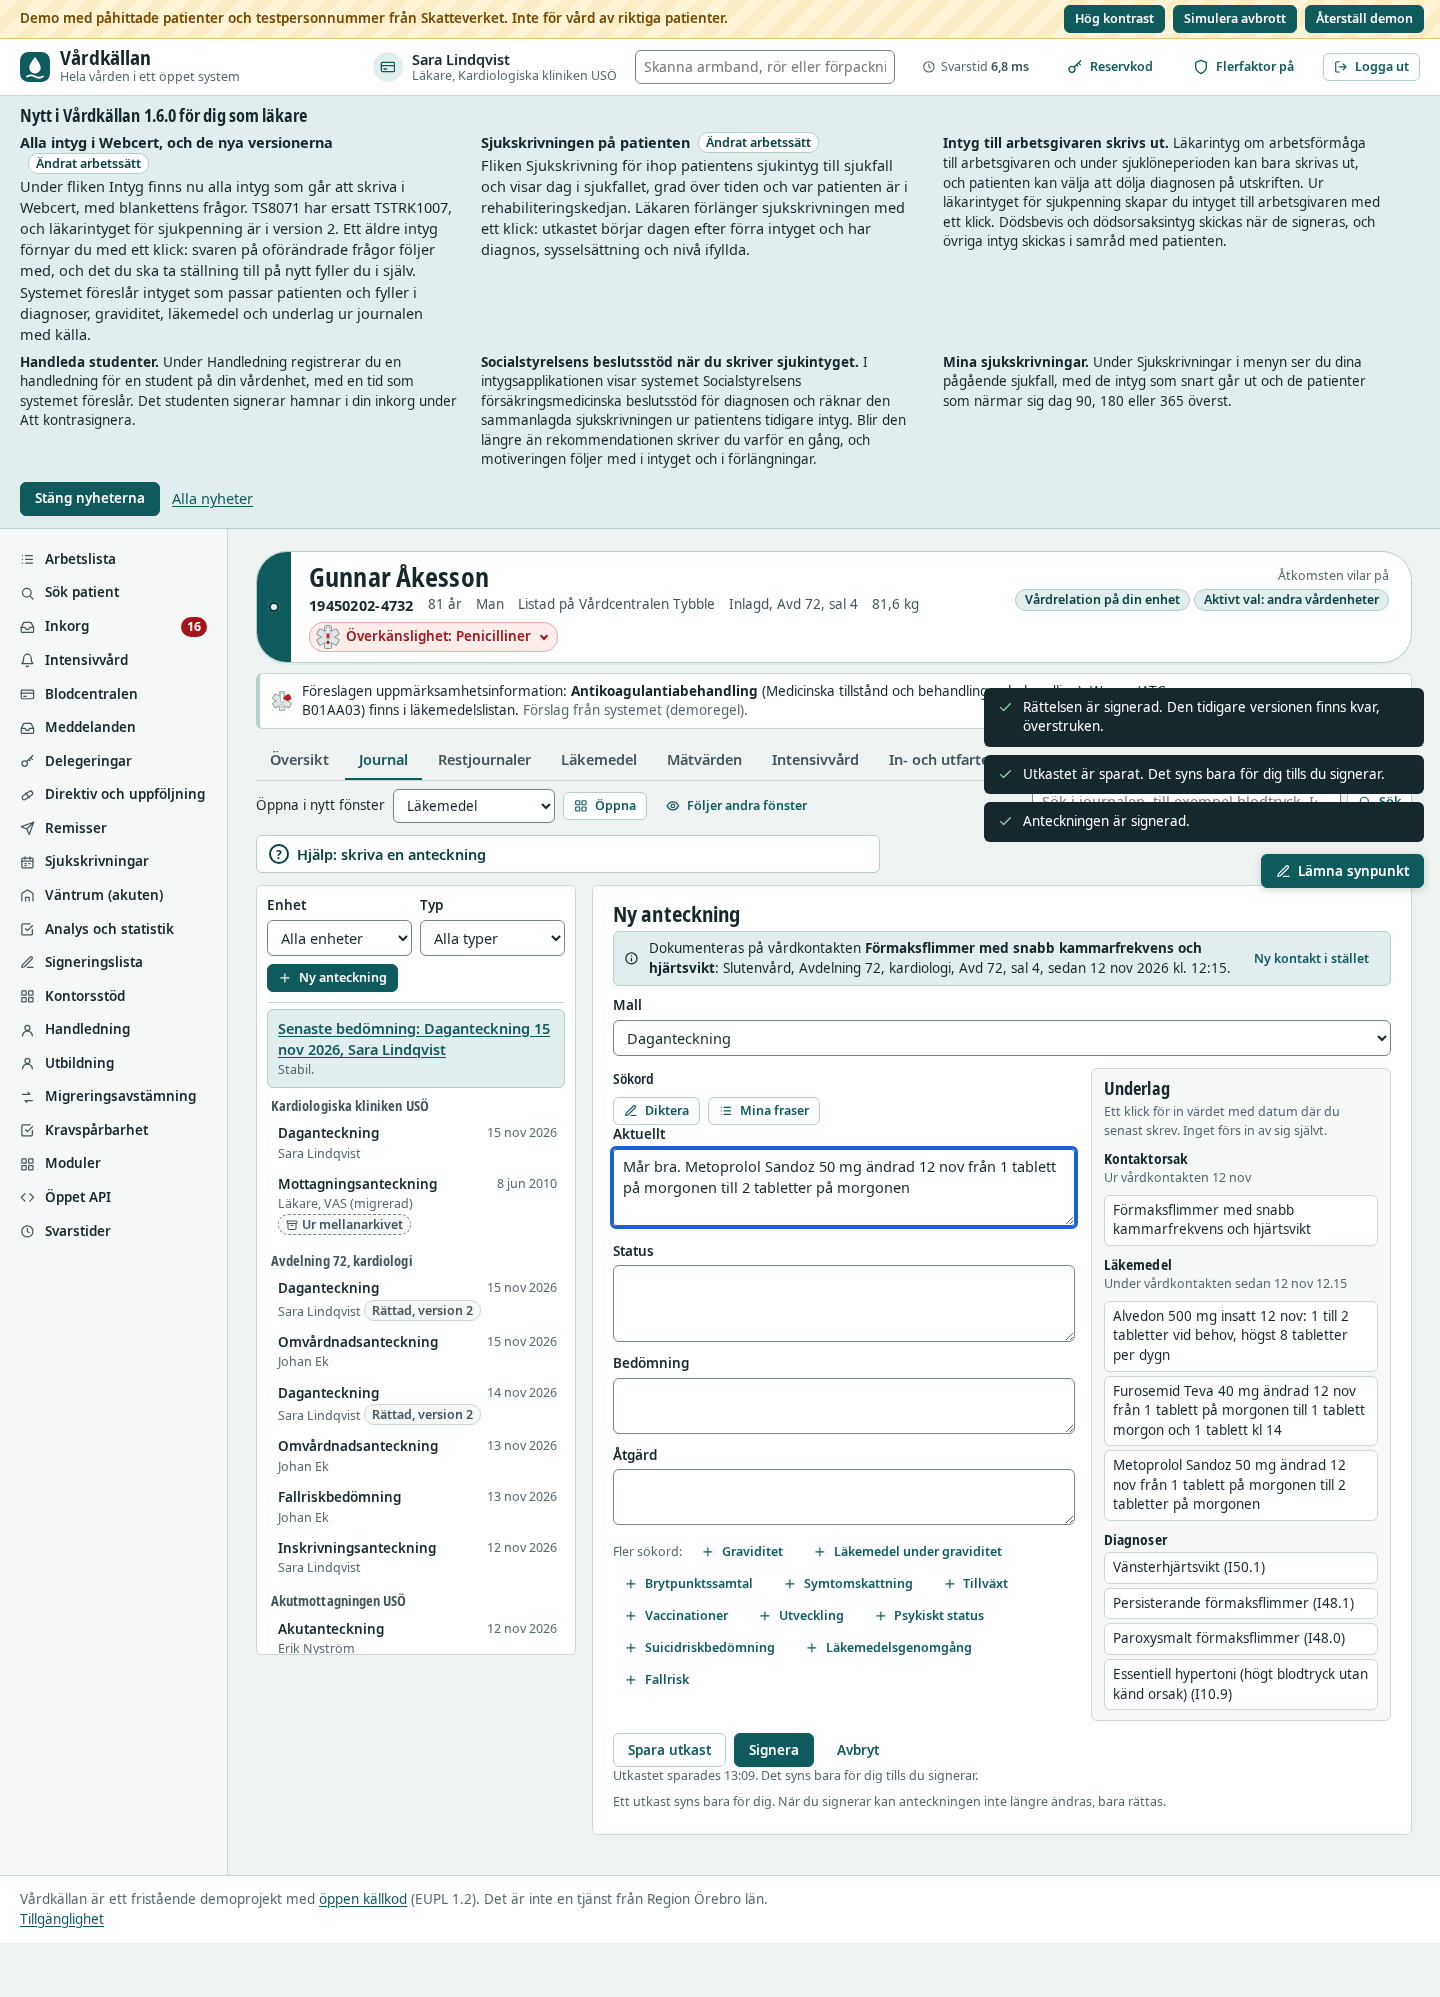 Demo med påhittade patienter och testpersonnummer från Skatteverket. Inte för vård av riktiga patienter.
Hög kontrast
Simulera avbrott
Återställ demon
Vårdkällan
Hela vården i ett öppet system
Sara Lindqvist
Läkare, Kardiologiska kliniken USÖ
Skanna armband, rör eller förpackni
Svarstid 6,8 ms
Reservkod
Flerfaktor på
Logga ut
Nytt i Vårdkällan 1.6.0 för dig som läkare
Alla intyg i Webcert, och de nya versionerna
Ändrat arbetssätt
Under fliken Intyg finns nu alla intyg som går att skriva i
Webcert, med blankettens frågor. TS8071 har ersatt TSTRK1007,
och läkarintyget för sjukpenning är i version 2. Ett äldre intyg
förnyar du med ett klick: svaren på oförändrade frågor följer
med, och det du ska ta ställning till på nytt fyller du i själv.
Systemet föreslår intyget som passar patienten och fyller i
diagnoser, graviditet, läkemedel och underlag ur journalen
med källa.
Sjukskrivningen på patienten Ändrat arbetssätt
Fliken Sjukskrivning för ihop patientens sjukintyg till sjukfall
och visar dag i sjukfallet, grad över tiden och var patienten är i
rehabiliteringskedjan. Läkaren förlänger sjukskrivningen med
ett klick: utkastet börjar dagen efter förra intyget och har
diagnos, sysselsättning och nivå ifyllda.
Intyg till arbetsgivaren skrivs ut. Läkarintyg om arbetsförmåga
till arbetsgivaren och under sjuklöneperioden kan bara skrivas ut,
och patienten kan välja att dölja diagnosen på utskriften. Ur
läkarintyget för sjukpenning skapar du intyget till arbetsgivaren med
ett klick. Dödsbevis och dödsorsaksintyg skickas när de signeras, och
övriga intyg skickas i samråd med patienten.
Handleda studenter. Under Handledning registrerar du en
handledning för en student på din vårdenhet, med en tid som
systemet föreslår. Det studenten signerar hamnar i din inkorg under
Att kontrasignera.
Socialstyrelsens beslutsstöd när du skriver sjukintyget. I
intygsapplikationen visar systemet Socialstyrelsens
försäkringsmedicinska beslutsstöd för diagnosen och räknar den
sammanlagda sjukskrivningen ur patientens tidigare intyg. Blir den
längre än rekommendationen skriver du varför en gång, och
motiveringen följer med i intyget och i förlängningar.
Mina sjukskrivningar. Under Sjukskrivningar i menyn ser du dina
pågående sjukfall, med de intyg som snart går ut och de patienter
som närmar sig dag 90, 180 eller 365 överst.
Stäng nyheterna
Alla nyheter
Arbetslista
Sök patient
Inkorg 16
Intensivvård
Blodcentralen
Meddelanden
Delegeringar
Direktiv och uppföljning
Remisser
Sjukskrivningar
Väntrum (akuten)
Analys och statistik
Signeringslista
Kontorsstöd
Handledning
Utbildning
Migreringsavstämning
Kravspårbarhet
Moduler
Öppet API
Svarstider
Gunnar Åkesson
19450202-4732 81 år Man Listad på Vårdcentralen Tybble Inlagd, Avd 72, sal 4 81,6 kg
Överkänslighet: Penicilliner
Åtkomsten vilar på
Vårdrelation på din enhet
Aktivt val: andra vårdenheter
Föreslagen uppmärksamhetsinformation: Antikoagulantiabehandling (Medicinska tillstånd och
B01AA03) finns i läkemedelslistan. Förslag från systemet (demoregel).
Rättelsen är signerad. Den tidigare versionen finns kvar,
överstruken.
Utkastet är sparat. Det syns bara för dig tills du signerar.
Anteckningen är signerad.
Översikt
Journal
Restjournaler
Läkemedel
Mätvärden
Intensivvård
In- och
Öppna i nytt fönster
Läkemedel
Öppna
Följer andra fönster
Lämna synpunkt
? Hjälp: skriva en anteckning
Enhet
Typ
Alla enheter
Alla typer
Ny anteckning
Senaste bedömning: Daganteckning 15
nov 2026, Sara Lindqvist
Stabil.
Kardiologiska kliniken USÖ
Daganteckning 15 nov 2026
Sara Lindqvist
Mottagningsanteckning 8 jun 2010
Läkare, VAS (migrerad)
Ur mellanarkivet
Avdelning 72, kardiologi
Daganteckning 15 nov 2026
Sara Lindqvist Rättad, version 2
Omvårdnadsanteckning 15 nov 2026
Johan Ek
Daganteckning 14 nov 2026
Sara Lindqvist Rättad, version 2
Omvårdnadsanteckning 13 nov 2026
Johan Ek
Fallriskbedömning 13 nov 2026
Johan Ek
Inskrivningsanteckning 12 nov 2026
Sara Lindqvist
Akutmottagningen USÖ
Akutanteckning 12 nov 2026
Erik Nyström
Ny anteckning
Dokumenteras på vårdkontakten Förmaksflimmer med snabb kammarfrekvens och
hjärtsvikt: Slutenvård, Avdelning 72, kardiologi, Avd 72, sal 4, sedan 12 nov 2026 kl. 12:15.
Ny kontakt i stället
Mall
Daganteckning
Sökord
Diktera
Mina fraser
Aktuellt
Mår bra. Metoprolol Sandoz 50 mg ändrad 12 nov från 1 tablett
på morgonen till 2 tabletter på morgonen
Status
Bedömning
Åtgärd
Fler sökord: Graviditet Läkemedel under graviditet
Brytpunktssamtal Symtomskattning Tillväxt
Vaccinationer Utveckling Psykiskt status
Suicidriskbedömning Läkemedelsgenomgång
Fallrisk
Underlag
Ett klick för in värdet med datum där du
senast skrev. Inget förs in av sig självt.
Kontaktorsak
Ur vårdkontakten 12 nov
Förmaksflimmer med snabb
kammarfrekvens och hjärtsvikt
Läkemedel
Under vårdkontakten sedan 12 nov 12.15
Alvedon 500 mg insatt 12 nov: 1 till 2
tabletter vid behov, högst 8 tabletter
per dygn
Furosemid Teva 40 mg ändrad 12 nov
från 1 tablett på morgonen till 1 tablett
morgon och 1 tablett kl 14
Metoprolol Sandoz 50 mg ändrad 12
nov från 1 tablett på morgonen till 2
tabletter på morgonen
Diagnoser
Vänsterhjärtsvikt (I50.1)
Persisterande förmaksflimmer (I48.1)
Paroxysmalt förmaksflimmer (I48.0)
Essentiell hypertoni (högt blodtryck utan
känd orsak) (I10.9)
Spara utkast
Signera
Avbryt
Utkastet sparades 13:09. Det syns bara för dig tills du signerar.
Ett utkast syns bara för dig. När du signerar kan anteckningen inte längre ändras, bara rättas.
Vårdkällan är ett fristående demoprojekt med öppen källkod (EUPL 1.2). Det är inte en tjänst från Region Örebro län.
Tillgänglighet